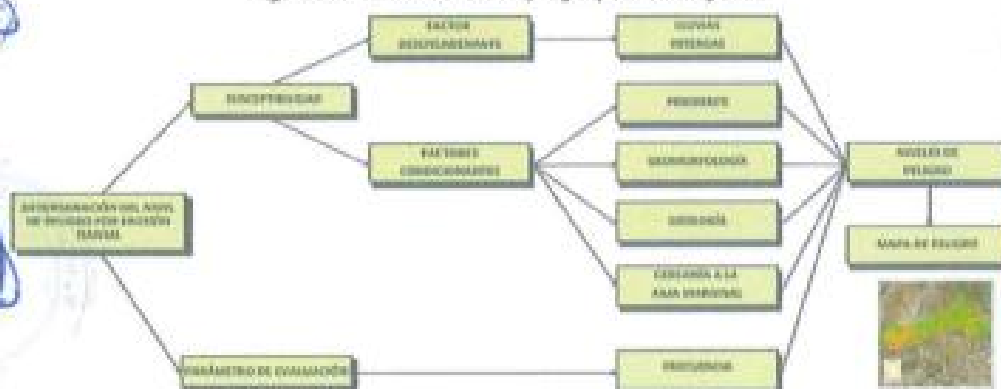 FACTOR
DESENCADENANTE
LLUVIAS
INTENSAS
SUSCEPTIBILIDAD
PENDIENTE
FACTORES
CONDICIONANTES
GEOMORFOLOGÍA
NIVELES DE
PELIGRO
DETERMINACIÓN DEL NIVEL
DE PELIGRO POR EROSIÓN
FLUVIAL
GEOLOGÍA
MAPA DE PELIGRO
CERCANÍA A LA
FAJA MARGINAL
PARÁMETRO DE EVALUACIÓN
FRECUENCIA